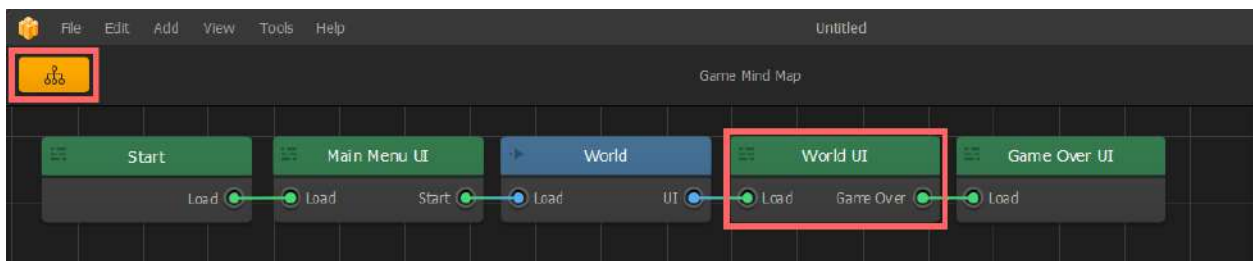 File Edit Add View Tools Help Untitled
Game Mind Map
Start Main Menu UI World World UI Game Over UI
Load Load Start Load UI Load Game Over Load